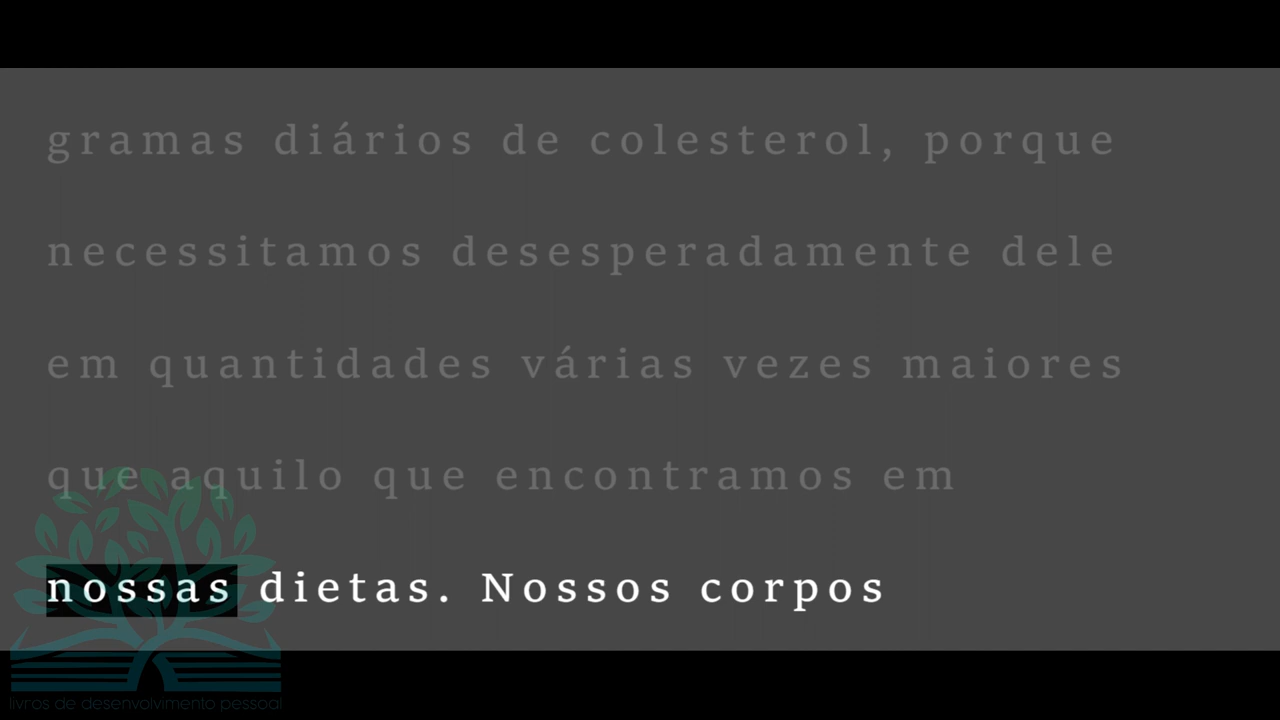 gramas diários de colesterol, porque
necessitamos desesperadamente dele
em quantidades várias vezes maiores
que aquilo que encontramos em
nossas dietas. Nossos corpos
livros de desenvolvimento pessoal